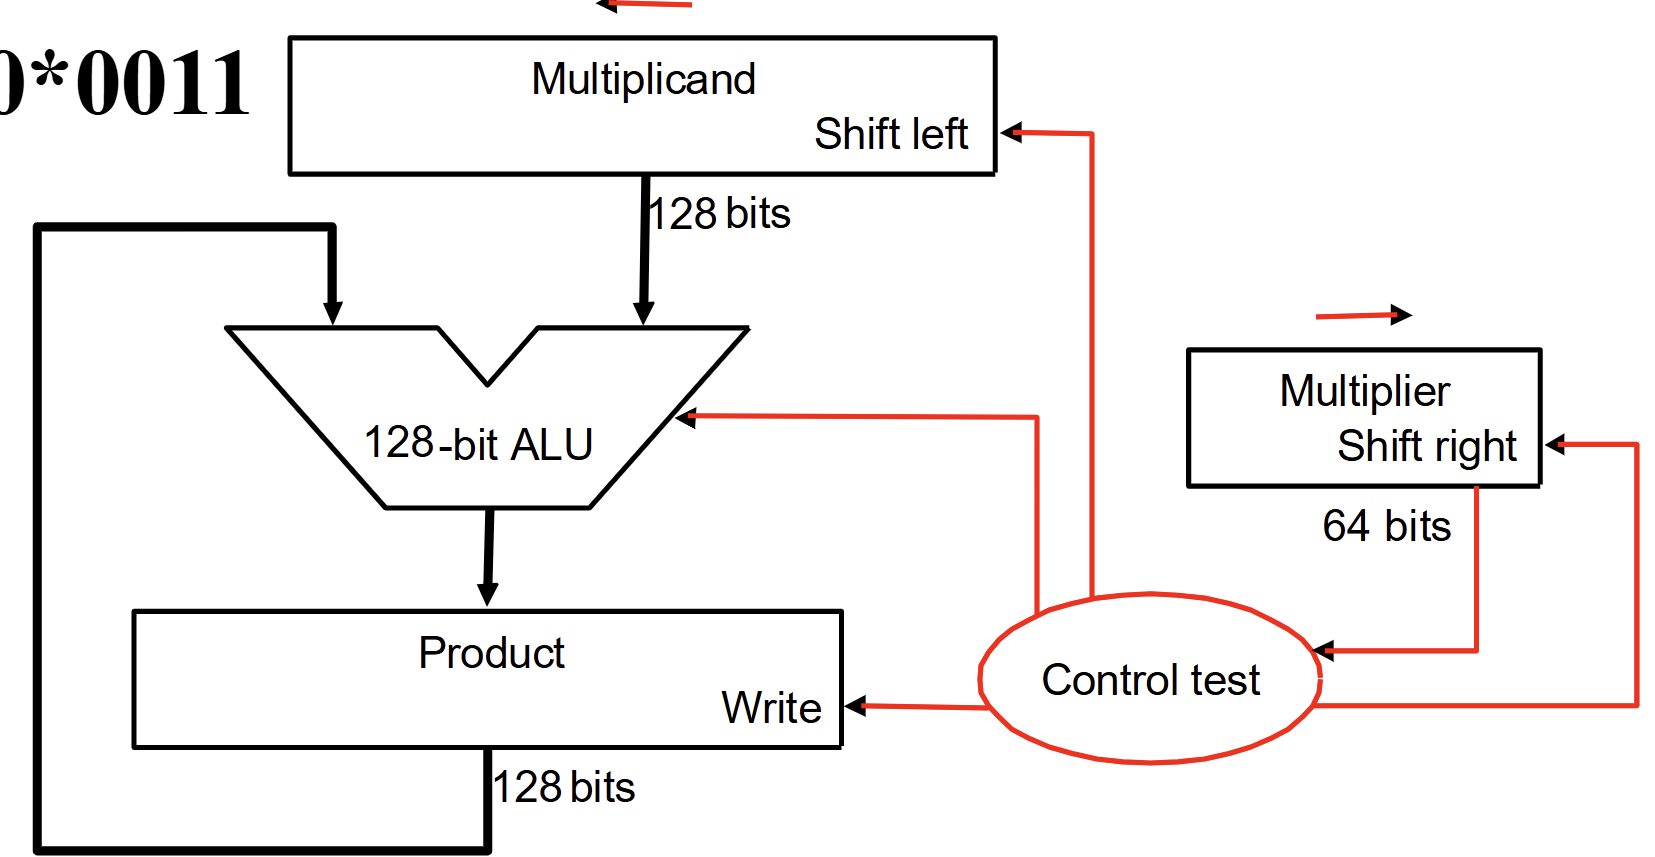 0*0011
Multiplicand
Shift left
128 bits
128-bit ALU
Multiplier
Shift right
64 bits
Product
Write
Control test
128 bits